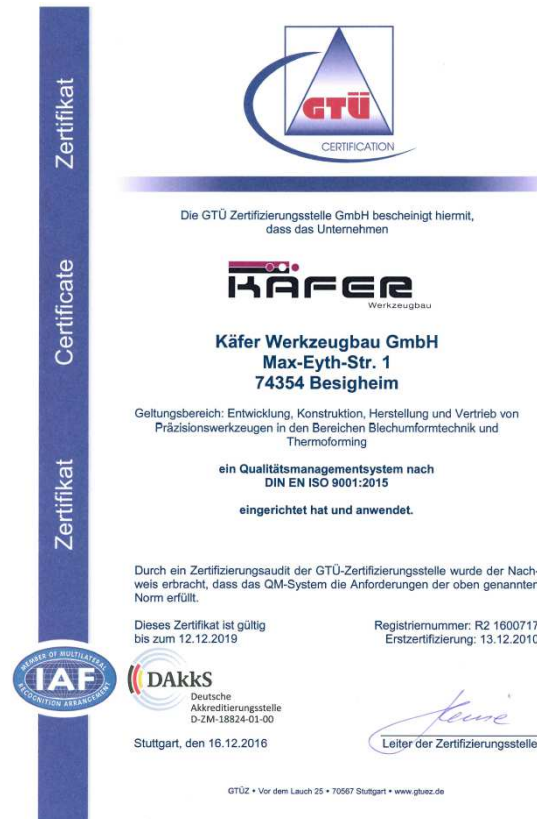 Zertifikat
Certificate
Zertifikat
GTÜ
CERTIFICATION
Die GTÜ Zertifizierungsstelle GmbH bescheinigt hiermit,
dass das Unternehmen
KÄFER
Werkzeugbau
Käfer Werkzeugbau GmbH
Max-Eyth-Str. 1
74354 Besigheim
Geltungsbereich: Entwicklung, Konstruktion, Herstellung und Vertrieb von
Präzisionswerkzeugen in den Bereichen Blechumformtechnik und
Thermoforming
ein Qualitätsmanagementsystem nach
DIN EN ISO 9001:2015
eingerichtet hat und anwendet.
Durch ein Zertifizierungsaudit der GTÜ-Zertifizierungsstelle wurde der Nach-
weis erbracht, dass das QM-System die Anforderungen der oben genannten
Norm erfüllt.
Dieses Zertifikat ist gültig
bis zum 12.12.2019
Registriernummer: R2 1600717
Erstzertifizierung: 13.12.2010
MEMBER OF MULTILATERAL
IAF
RECOGNITION ARRANGEMENT
DAkkS
Deutsche
Akkreditierungsstelle
D-ZM-18824-01-00
Stuttgart, den 16.12.2016
Leiter der Zertifizierungsstelle
GTÜZ • Vor dem Lauch 25 • 70567 Stuttgart • www.gtuez.de